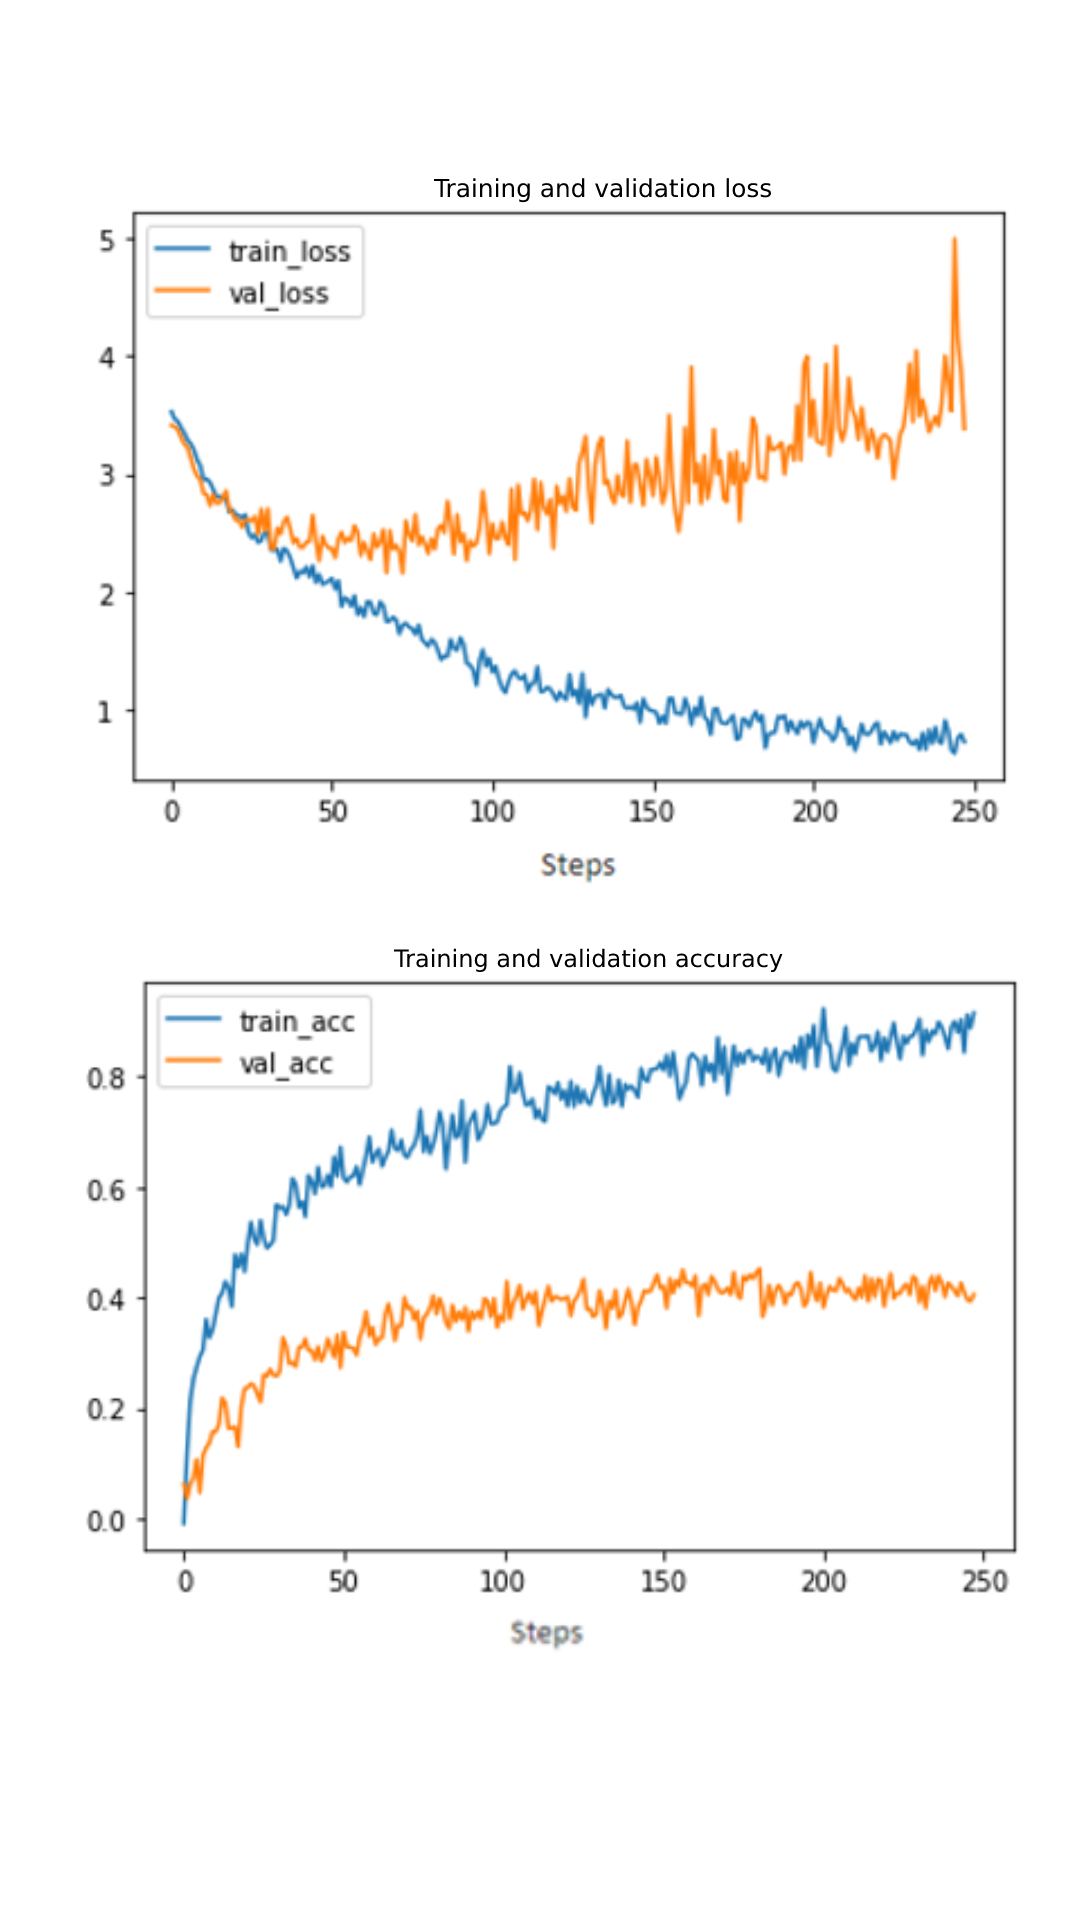 Training and validation loss
train_loss
val_loss
5
4
3
2
1
0 50 100 150 200 250
Steps
Training and validation accuracy
train_acc
val_acc
0.8
0.6
0.4
0.2
0.0
0 50 100 150 200 250
Steps